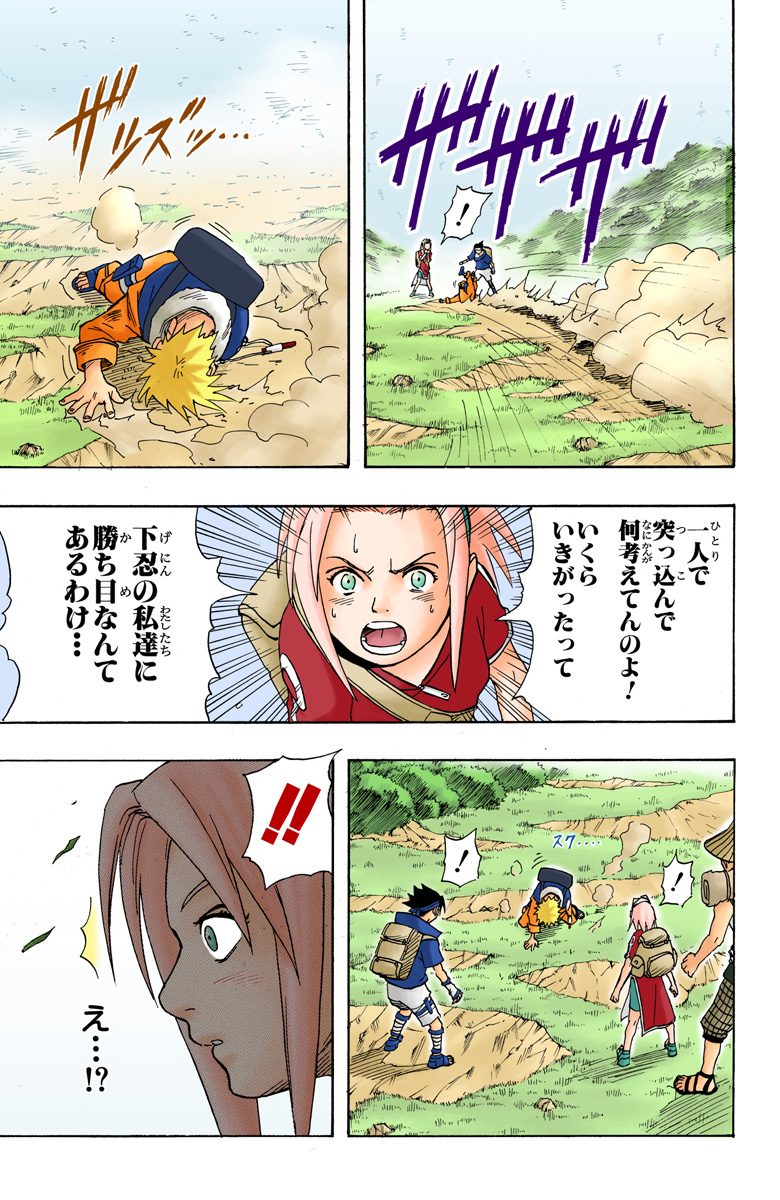 ザザザ
！
ザッズッ…
一人で
突っ込んで
何考えてんのよ！
いくら
いきがったって
下忍の私達に
勝ち目なんて
あるわけ…
！
スク‥‥
！
!!
え…!?